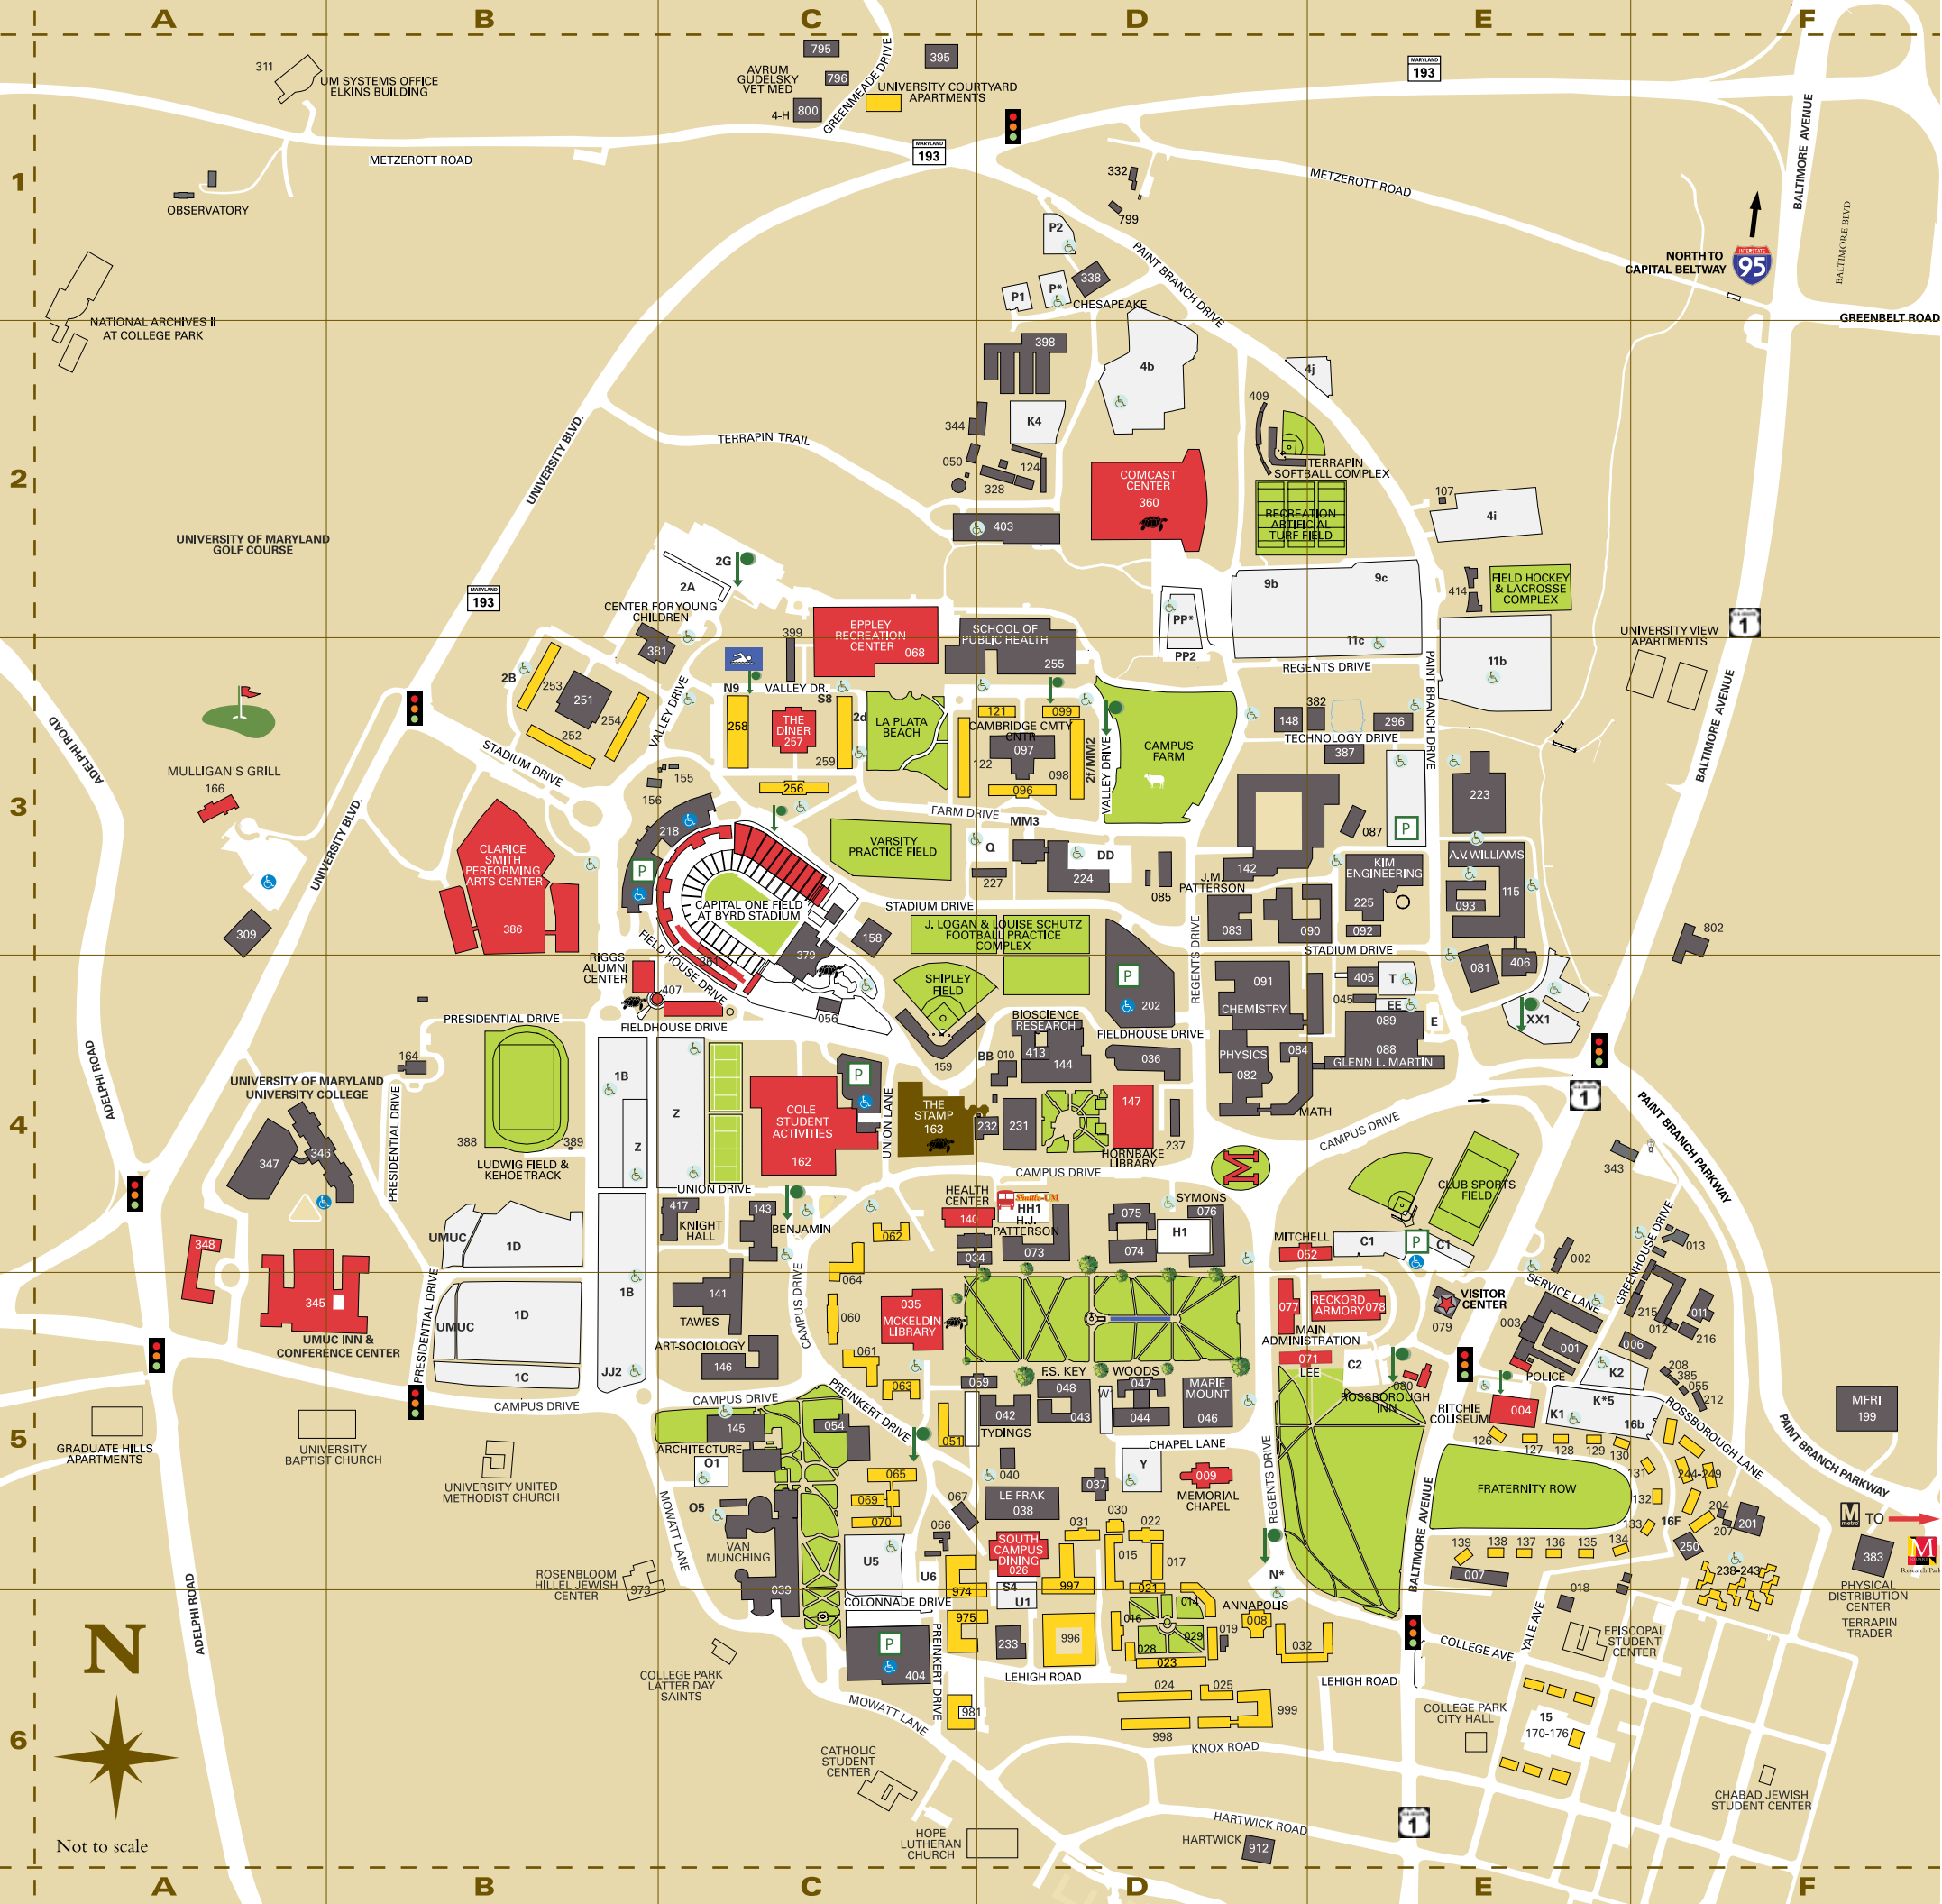 A
B
C
D
E
F
1
2
3
4
5
6
311
UM SYSTEMS OFFICE
ELKINS BUILDING
METZEROTT ROAD
OBSERVATORY
NATIONAL ARCHIVES II
AT COLLEGE PARK
795
796
800
395
AVRUM
GUDELSKY
VET MED
4-H
GREENMEADE DRIVE
UNIVERSITY COURTYARD
APARTMENTS
MARYLAND
193
MARYLAND
193
332
799
METZEROTT ROAD
P2
P1
P*
338
CHESAPEAKE
PAINT BRANCH DRIVE
BALTIMORE AVENUE
BALTIMORE BLVD
NORTH TO
CAPITAL BELTWAY
INTERSTATE
95
GREENBELT ROAD
398
4b
4j
344
K4
409
050
124
328
403
COMCAST
CENTER
360
TERRAPIN
SOFTBALL COMPLEX
RECREATION
ARTIFICIAL
TURF FIELD
107
4i
UNIVERSITY BLVD.
TERRAPIN TRAIL
UNIVERSITY OF MARYLAND
GOLF COURSE
MARYLAND
193
2G
2A
CENTER FOR YOUNG
CHILDREN
381
399
EPPLEY
RECREATION
CENTER
068
SCHOOL OF
PUBLIC HEALTH
255
PP*
PP2
9b
9c
11c
REGENTS DRIVE
414
FIELD HOCKEY
& LACROSSE
COMPLEX
11b
UNIVERSITY VIEW
APARTMENTS
1
2B
253
251
254
252
VALLEY DRIVE
STADIUM DRIVE
N9
VALLEY DR.
S8
258
THE
DINER
257
259
2d
256
LA PLATA
BEACH
121
099
CAMBRIDGE CMTY
CNTR
097
122
098
096
2f/MM2
VALLEY DRIVE
CAMPUS
FARM
148
382
296
TECHNOLOGY DRIVE
387
PAINT BRANCH DRIVE
BALTIMORE AVENUE
ADELPHI ROAD
MULLIGAN'S GRILL
166
UNIVERSITY BLVD.
309
155
156
218
P
CLARICE
SMITH
PERFORMING
ARTS CENTER
386
FARM DRIVE
VARSITY
PRACTICE FIELD
MM3
Q
DD
227
224
085
142
J.M.
PATTERSON
087
P
223
KIM
ENGINEERING
225
A.V. WILLIAMS
115
093
083
090
092
STADIUM DRIVE
CAPITAL ONE FIELD
AT BYRD STADIUM
STADIUM DRIVE
158
379
361
J. LOGAN & LOUISE SCHUTZ
FOOTBALL PRACTICE
COMPLEX
802
081
406
RIGGS
ALUMNI
CENTER
407
FIELD HOUSE DRIVE
056
SHIPLEY
FIELD
159
P
202
REGENTS DRIVE
091
CHEMISTRY
405
T
045
EE
E
089
088
GLENN L. MARTIN
XX1
FIELDHOUSE DRIVE
PRESIDENTIAL DRIVE
164
UNIVERSITY OF MARYLAND
UNIVERSITY COLLEGE
347
346
388
389
LUDWIG FIELD &
KEHOE TRACK
PRESIDENTIAL DRIVE
ADELPHI ROAD
1B
Z
Z
P
COLE
STUDENT
ACTIVITIES
162
UNION LANE
THE
STAMP
163
BIOSCIENCE
RESEARCH
BB
010
413
144
FIELDHOUSE DRIVE
036
PHYSICS
082
084
MATH
232
231
147
237
HORNBAKE
LIBRARY
CAMPUS DRIVE
CAMPUS DRIVE
M
1
PAINT BRANCH PARKWAY
343
CLUB SPORTS
FIELD
UNION DRIVE
417
KNIGHT
HALL
143
BENJAMIN
062
064
HEALTH
CENTER
140
Shuttle-UM
HH1
H.J.
PATTERSON
034
073
SYMONS
075
076
074
H1
MITCHELL
052
C1
P
C1
002
013
GREENHOUSE DRIVE
SERVICE LANE
348
345
UMUC INN &
CONFERENCE CENTER
UMUC
1D
UMUC
1D
1C
1B
JJ2
PRESIDENTIAL DRIVE
CAMPUS DRIVE
141
TAWES
ART-SOCIOLOGY
146
CAMPUS DRIVE
060
061
063
035
MCKELDIN
LIBRARY
077
RECKORD
ARMORY
078
MAIN
ADMINISTRATION
071
LEE
C2
079
VISITOR
CENTER
003
001
215
012
011
216
006
208
385
055
212
K2
K*5
K1
16b
POLICE
080
ROSSBOROUGH
INN
RITCHIE
COLISEUM
004
ROSSBOROUGH LANE
MFRI
199
PAINT BRANCH PARKWAY
GRADUATE HILLS
APARTMENTS
UNIVERSITY
BAPTIST CHURCH
UNIVERSITY UNITED
METHODIST CHURCH
CAMPUS DRIVE
145
ARCHITECTURE
054
PREINKERT DRIVE
051
059
F.S. KEY
048
043
042
TYDINGS
W1
WOODS
047
044
MARIE
MOUNT
046
CHAPEL LANE
O1
O5
065
069
070
067
066
040
LE FRAK
038
037
Y
009
MEMORIAL
CHAPEL
REGENTS DRIVE
BALTIMORE AVENUE
FRATERNITY ROW
126
127
128
129
130
131
132
133
134
135
136
137
138
139
244-249
16F
204
207
201
250
238-243
007
018
metro
TO
383
M
Research Park
PHYSICAL
DISTRIBUTION
CENTER
TERRAPIN
TRADER
MOWATT LANE
VAN
MUNCHING
039
ROSENBLOOM
HILLEL JEWISH
CENTER
973
U5
U6
COLONNADE DRIVE
974
975
SOUTH
CAMPUS
DINING
026
S4
U1
031
030
022
015
017
997
021
014
016
028
029
019
023
N*
ANNAPOLIS
008
032
P
404
PREINKERT DRIVE
233
996
LEHIGH ROAD
LEHIGH ROAD
COLLEGE AVE
YALE AVE
EPISCOPAL
STUDENT
CENTER
ADELPHI ROAD
COLLEGE PARK
LATTER DAY
SAINTS
MOWATT LANE
981
024
025
998
999
KNOX ROAD
COLLEGE PARK
CITY HALL
15
170-176
CATHOLIC
STUDENT
CENTER
CHABAD JEWISH
STUDENT CENTER
HOPE
LUTHERAN
CHURCH
HARTWICK ROAD
HARTWICK
912
1
N
Not to scale
A
B
C
D
E
F